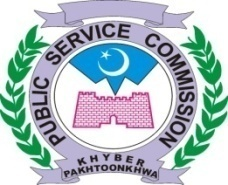 PUBLIC SERVICE COMMISSION
KHYBER
PAKHTOONKHWA